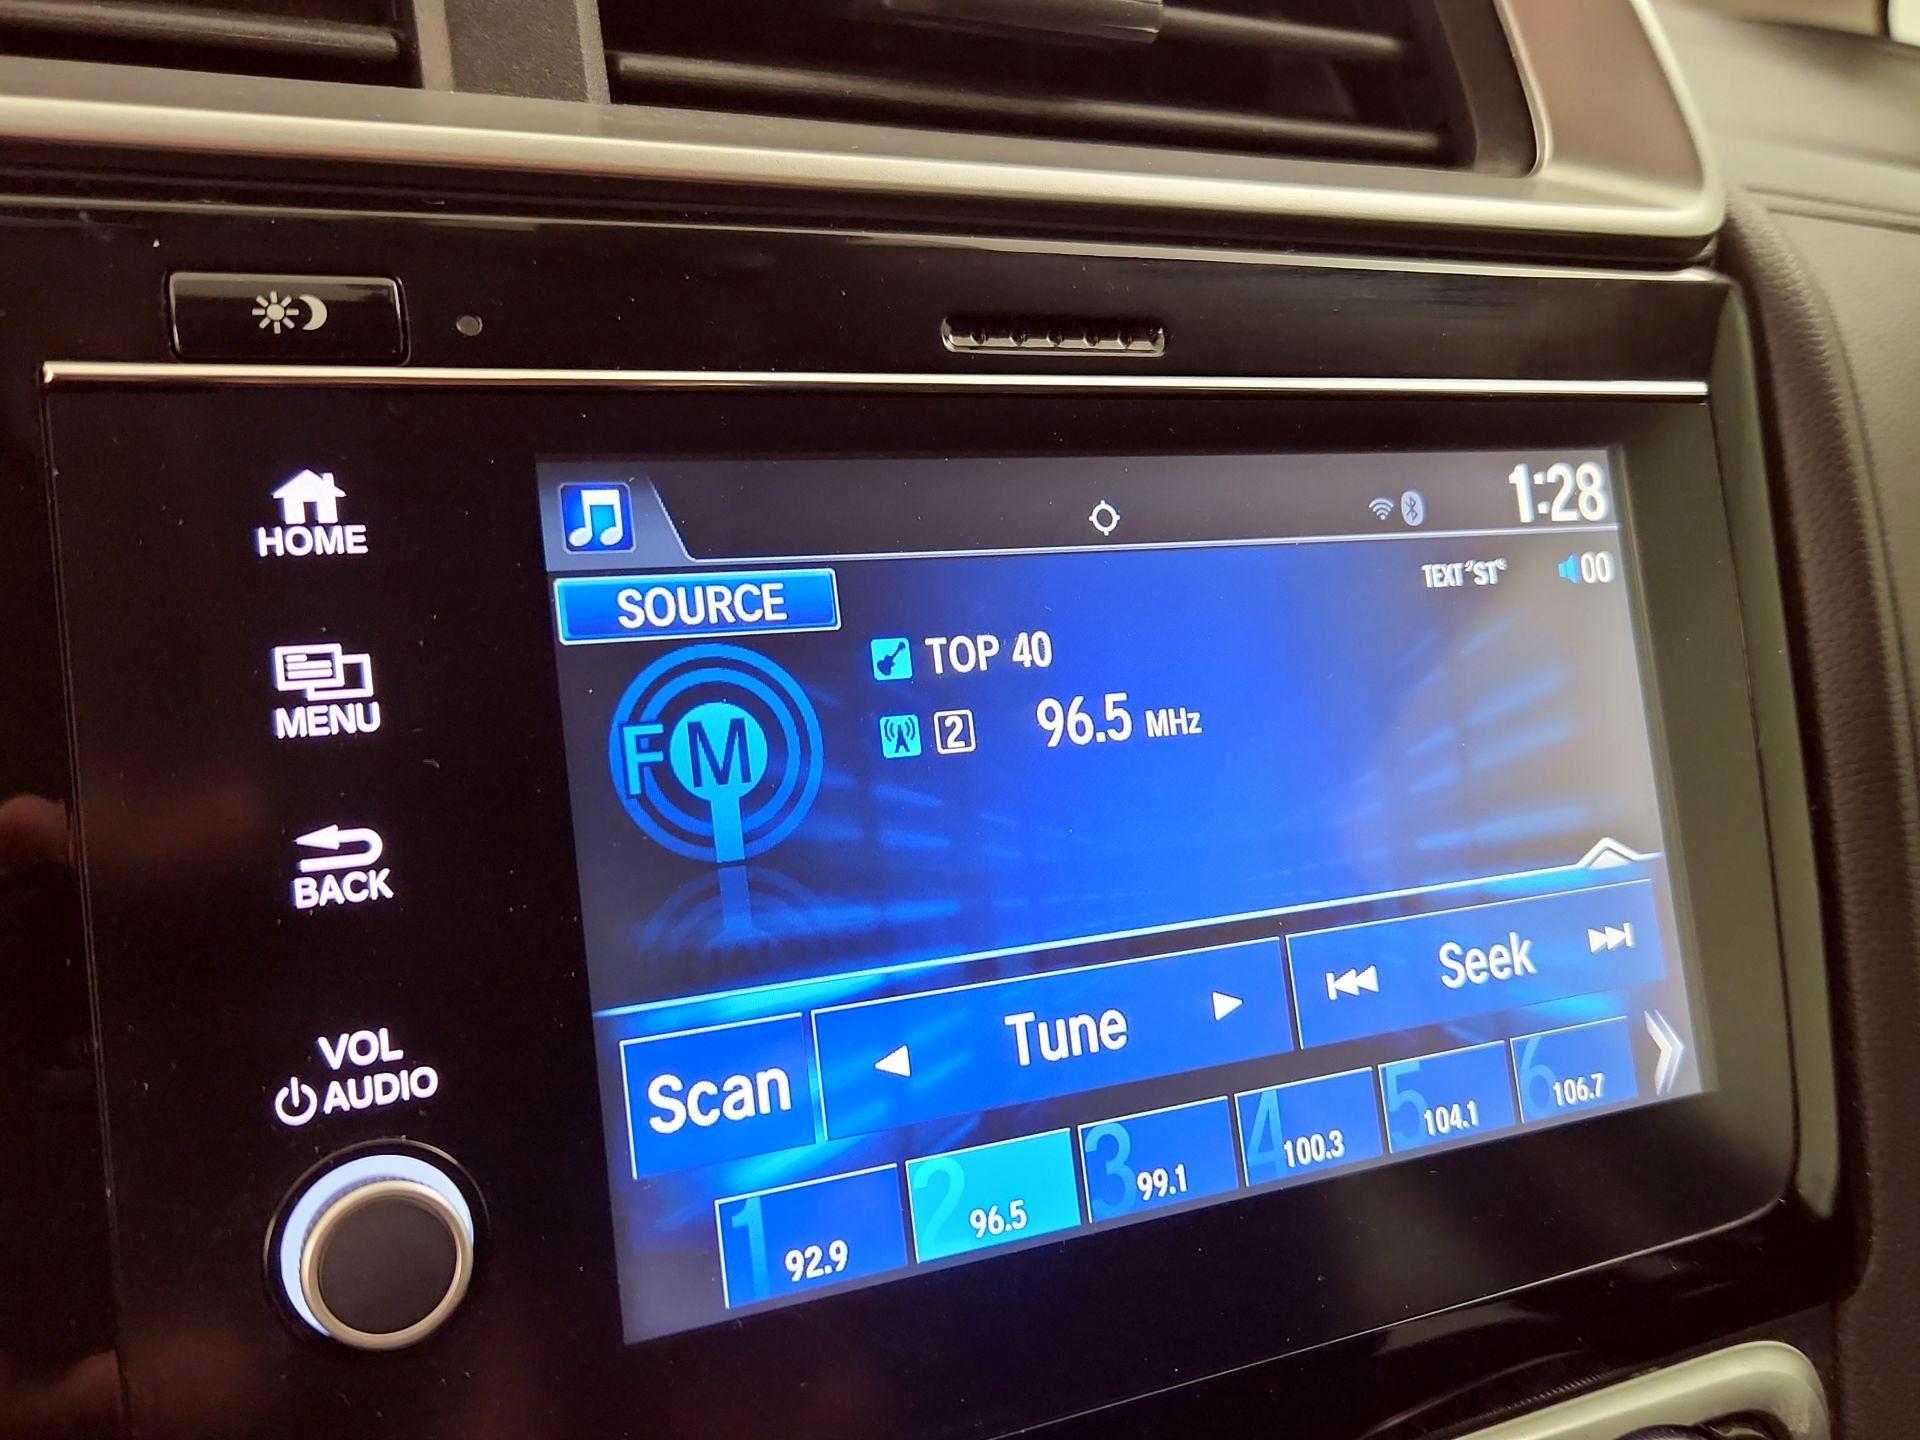 HOME
MENU
BACK
VOL
AUDIO
1:28
TEXT "ST"
00
SOURCE
TOP 40
FM
2 96.5 MHz
Scan
Tune
Seek
1 92.9
2 96.5
3 99.1
4 100.3
5 104.1
6 106.7